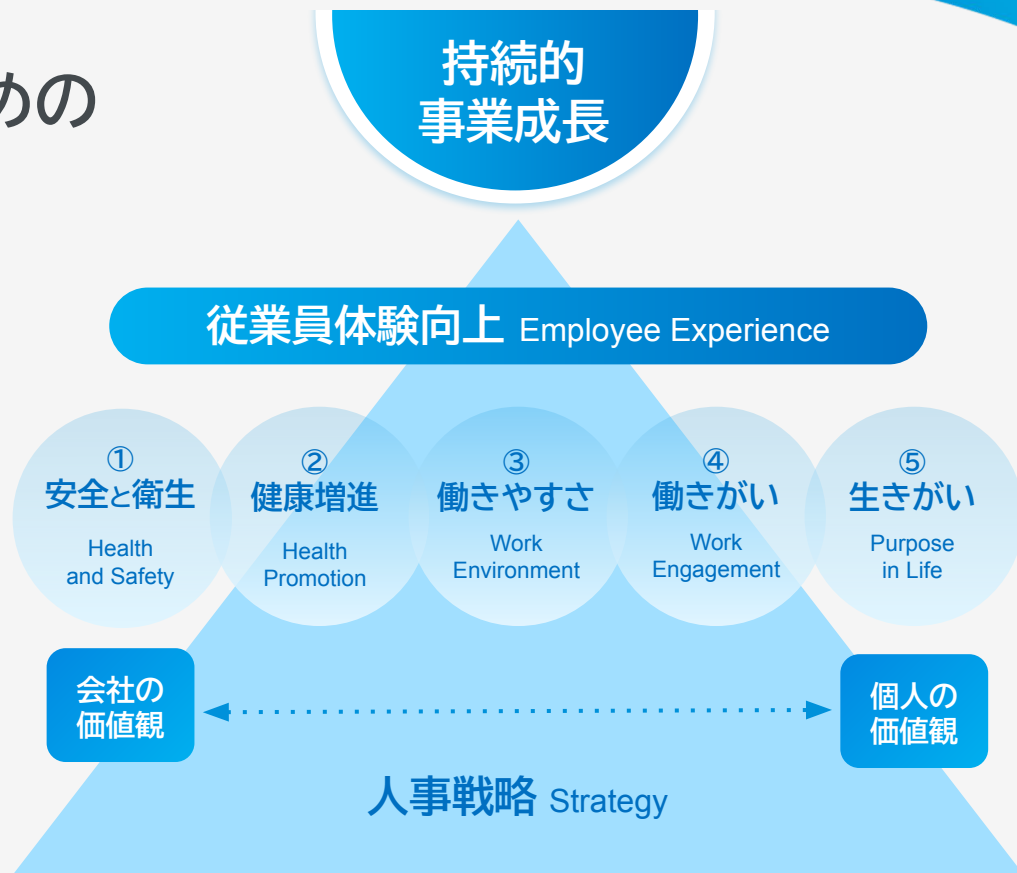 めの
持続的
事業成長
従業員体験向上 Employee Experience
①
安全と衛生
Health
and Safety
②
健康増進
Health
Promotion
③
働きやすさ
Work
Environment
④
働きがい
Work
Engagement
⑤
生きがい
Purpose
in Life
会社の
価値観
個人の
価値観
人事戦略 Strategy